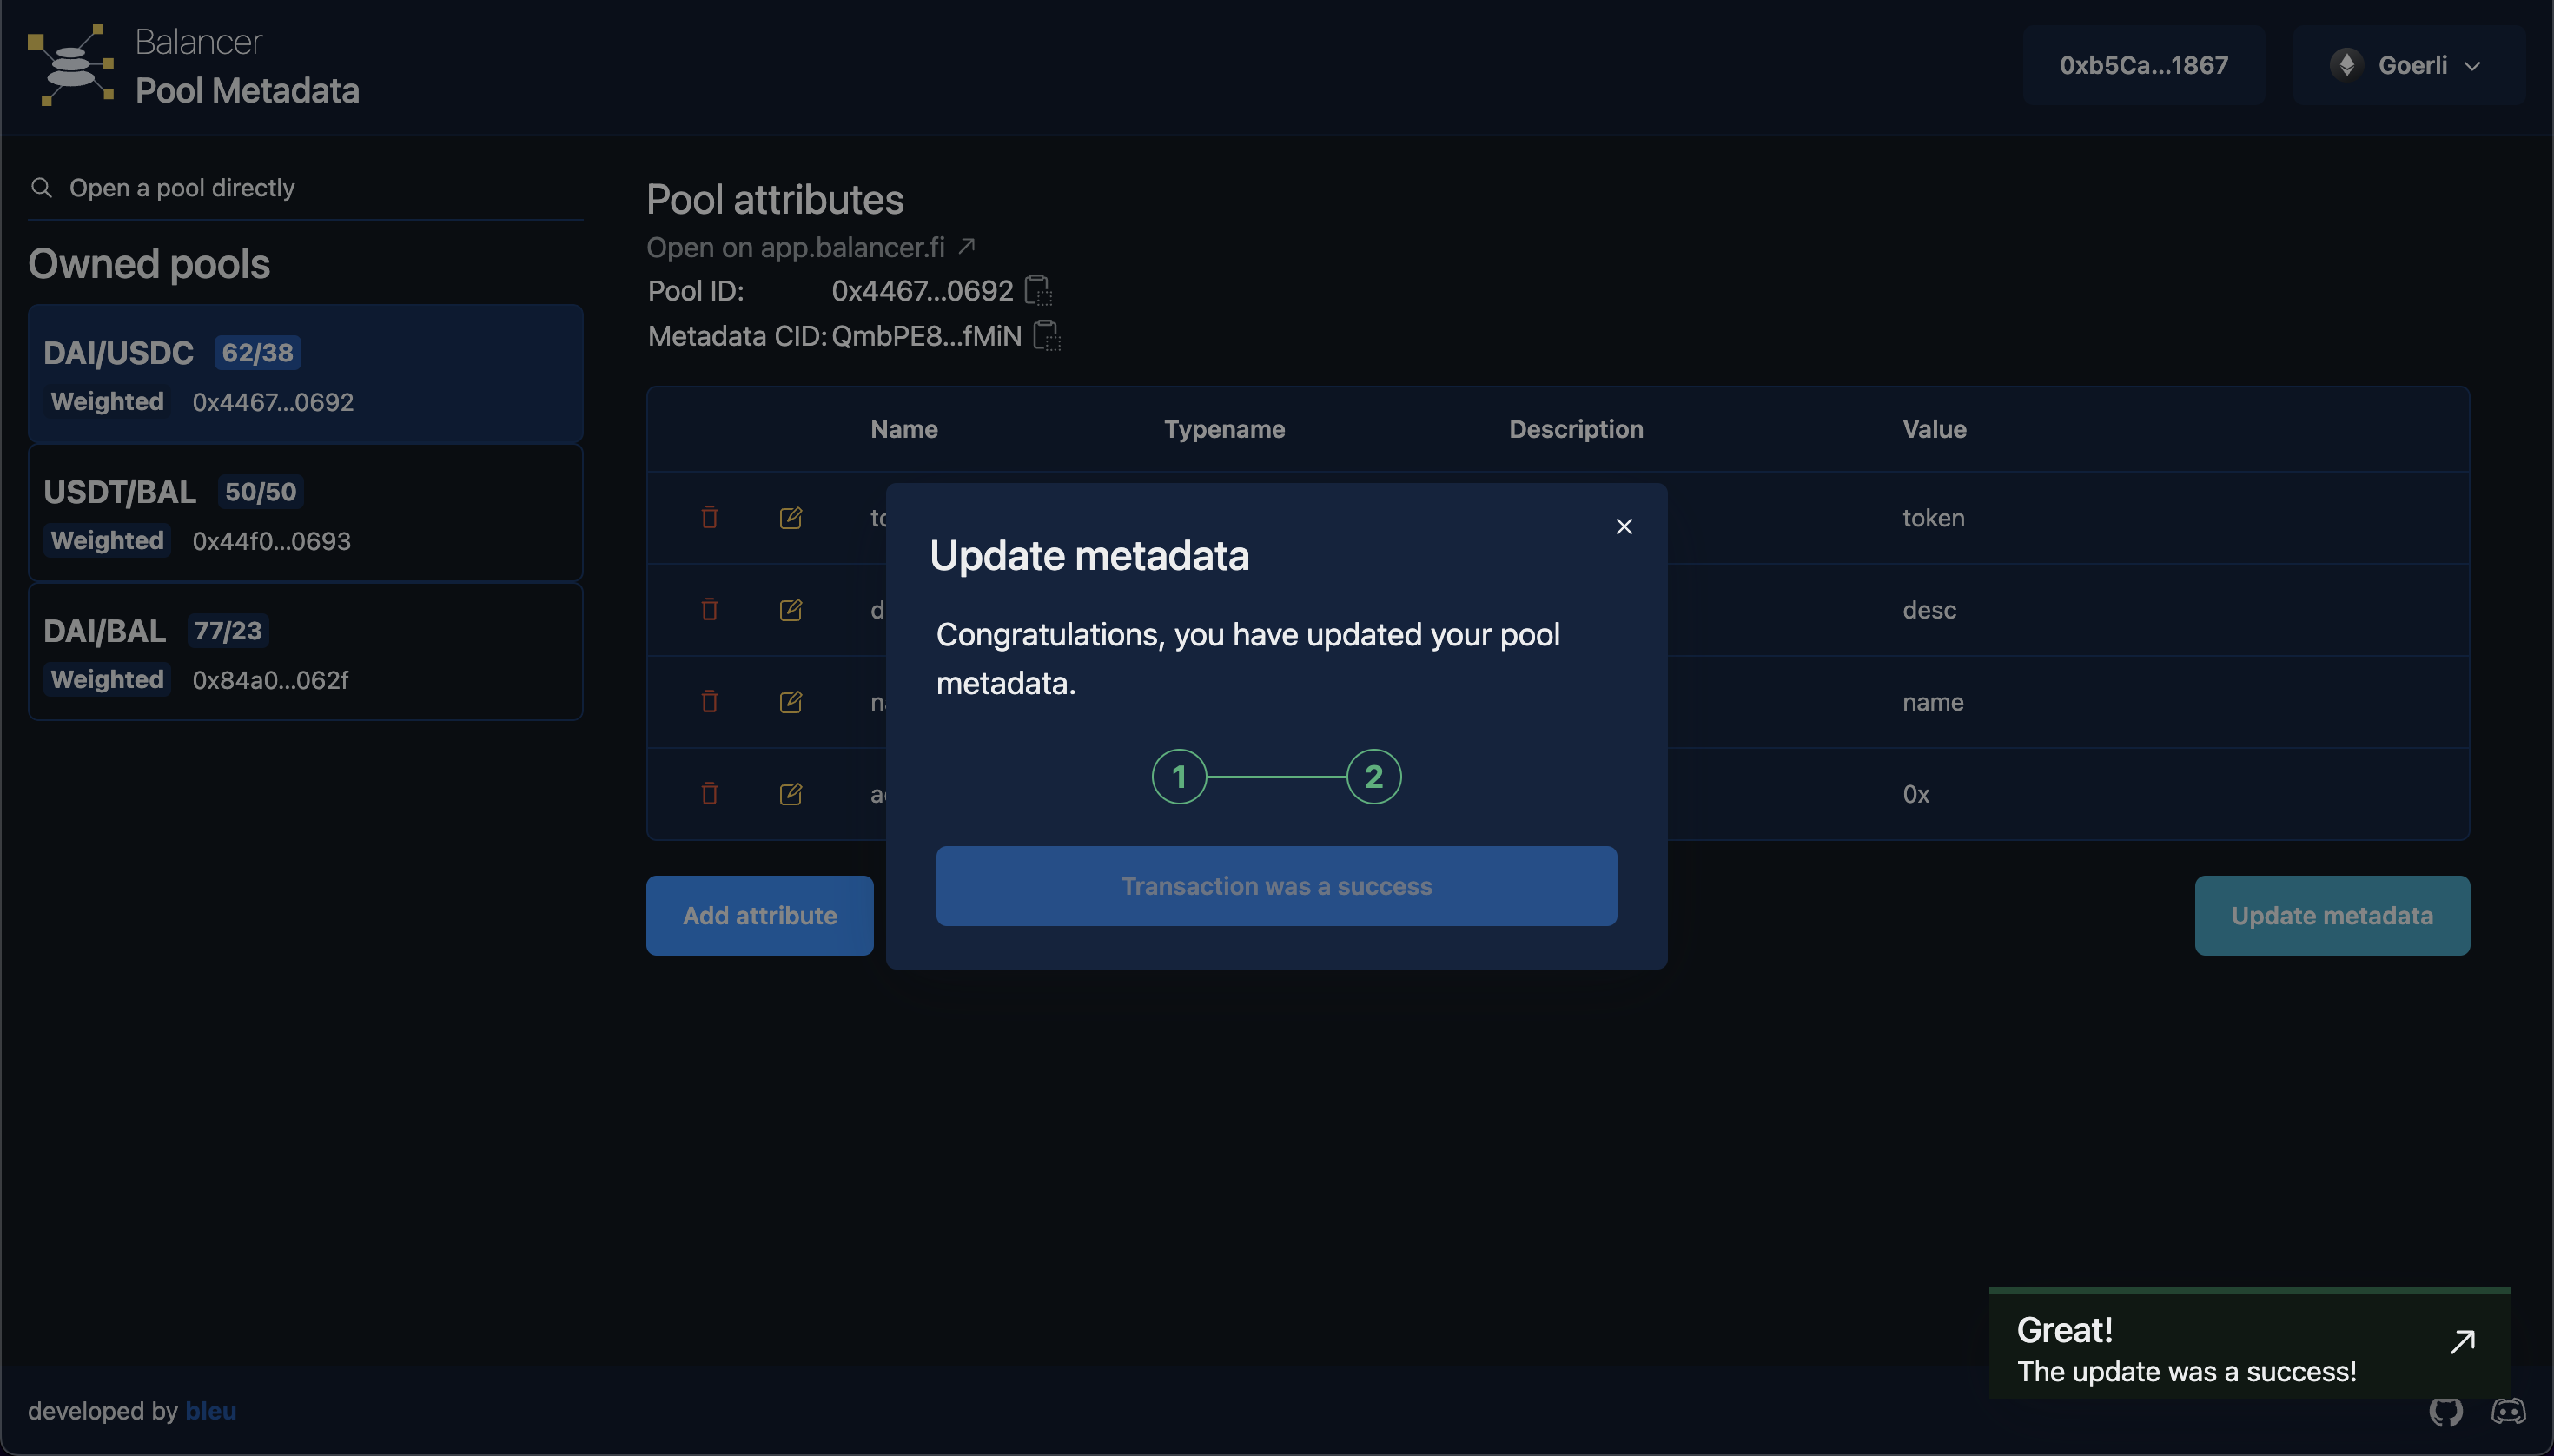 Balancer
Pool Metadata
0xb5Ca...1867
Goerli
Open a pool directly
Owned pools
DAI/USDC 62/38
Weighted 0x4467...0692
USDT/BAL 50/50
Weighted 0x44f0...0693
DAI/BAL 77/23
Weighted 0x84a0...062f
Pool attributes
Open on app.balancer.fi
Pool ID: 0x4467...0692
Metadata CID: QmbPE8...fMiN
Name Typename Description Value
token
desc
name
0x
Update metadata
Congratulations, you have updated your pool
metadata.
1 2
Transaction was a success
Add attribute
Update metadata
Great!
The update was a success!
developed by bleu